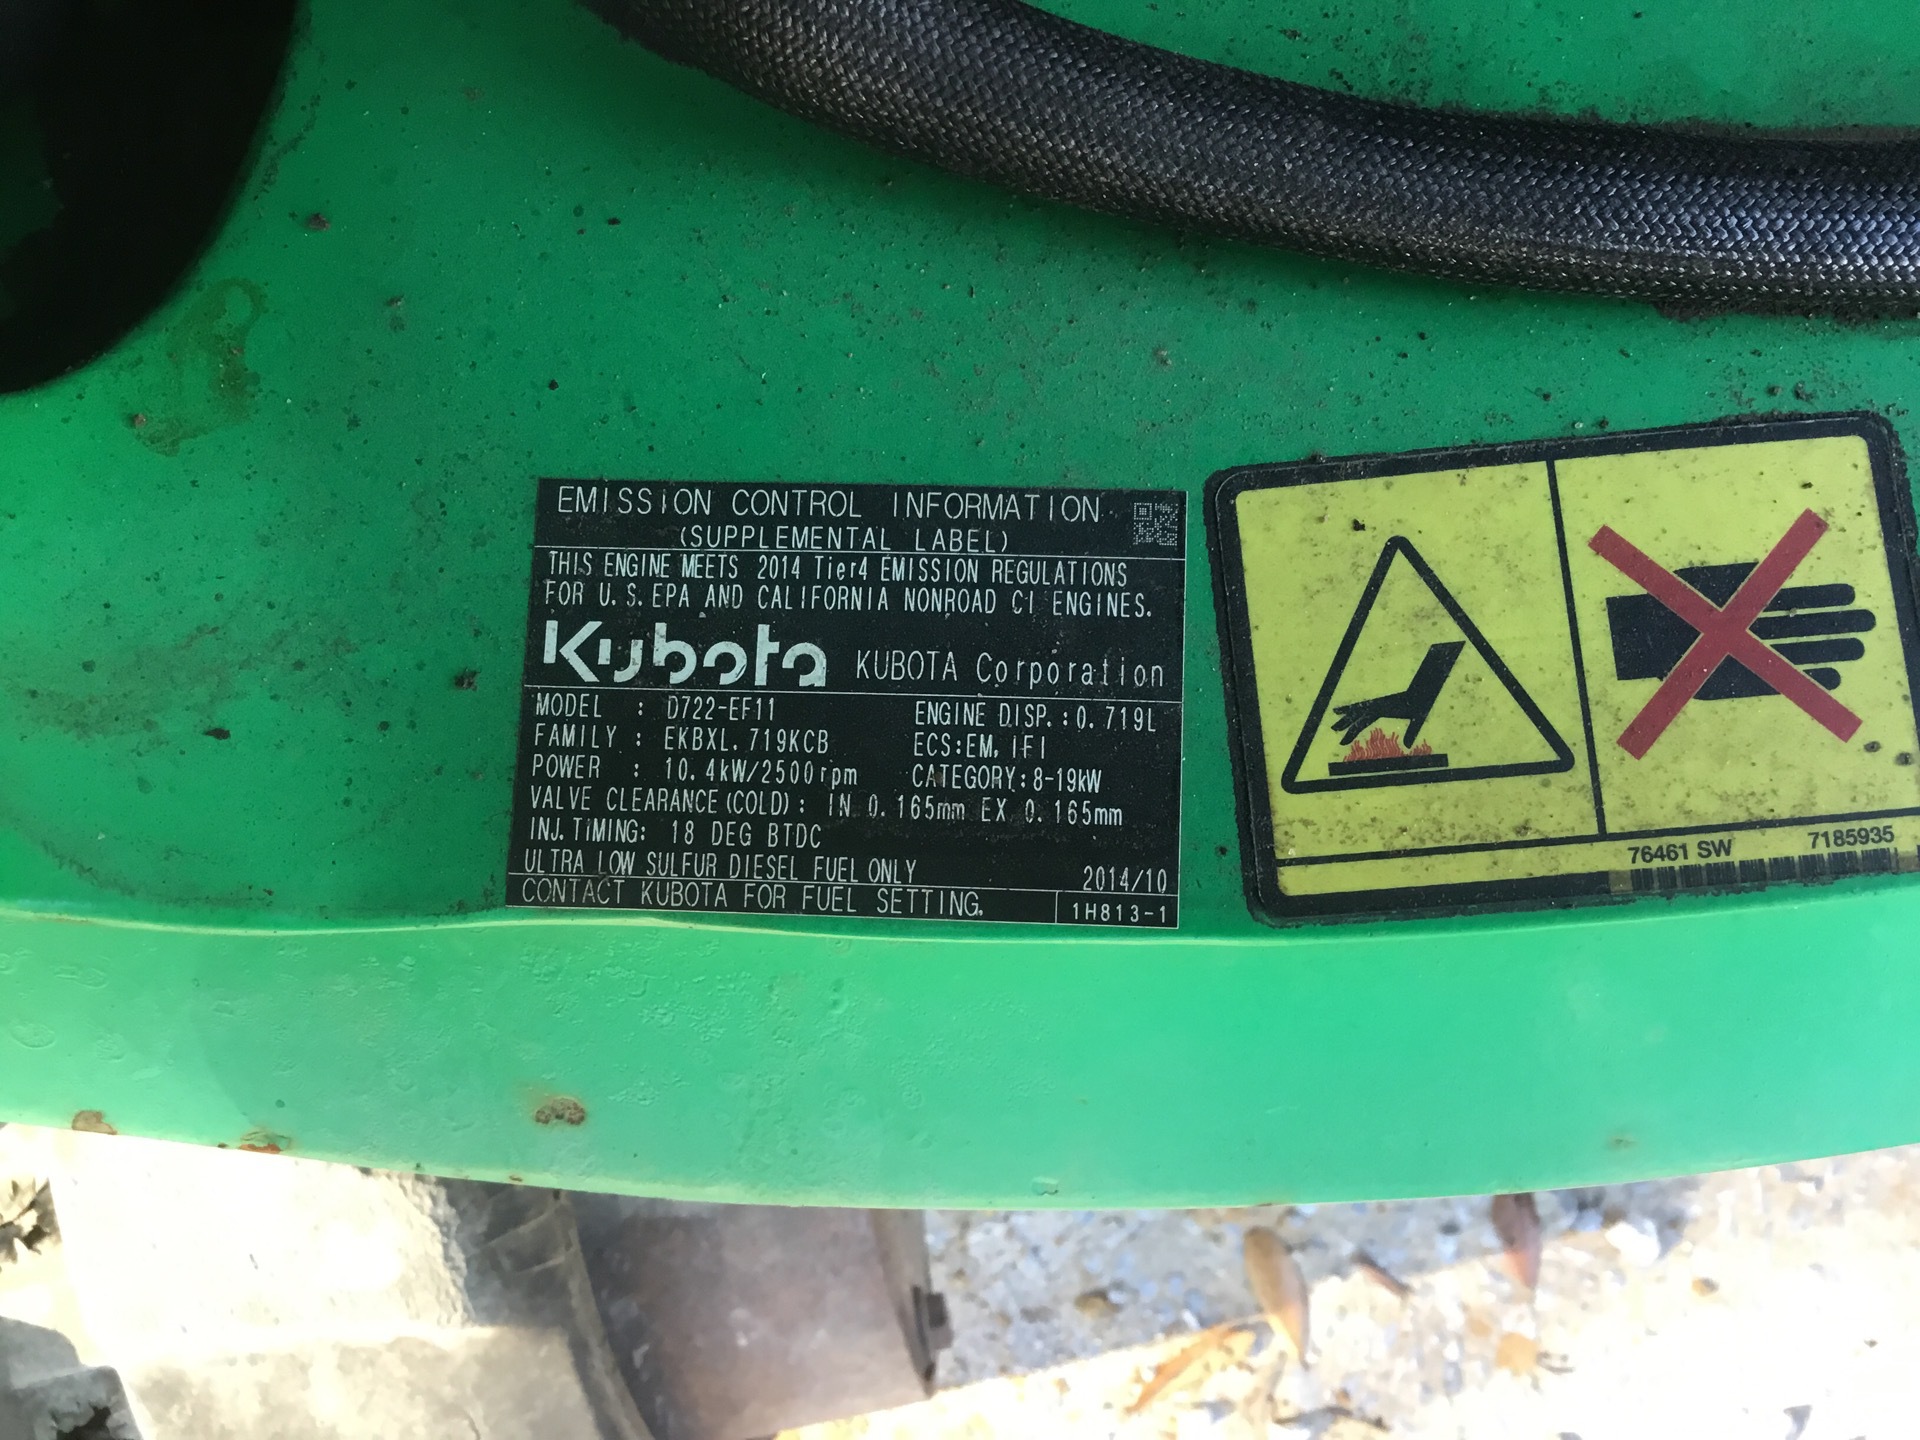 EMISSION CONTROL INFORMATION
(SUPPLEMENTAL LABEL)
THIS ENGINE MEETS 2014 Tier4 EMISSION REGULATIONS
FOR U.S. EPA AND CALIFORNIA NONROAD CI ENGINES.
Kubota KUBOTA Corporation
MODEL : D722-EF11 ENGINE DISP.:0.719L
FAMILY : EKBXL.719KCB ECS:EM, IFI
POWER : 10.4kW/2500rpm CATEGORY:8-19kW
VALVE CLEARANCE(COLD): IN 0.165mm EX 0.165mm
INJ.TIMING: 18 DEG BTDC
ULTRA LOW SULFUR DIESEL FUEL ONLY 2014/10
CONTACT KUBOTA FOR FUEL SETTING. 1H813-1
76461 SW 7185935